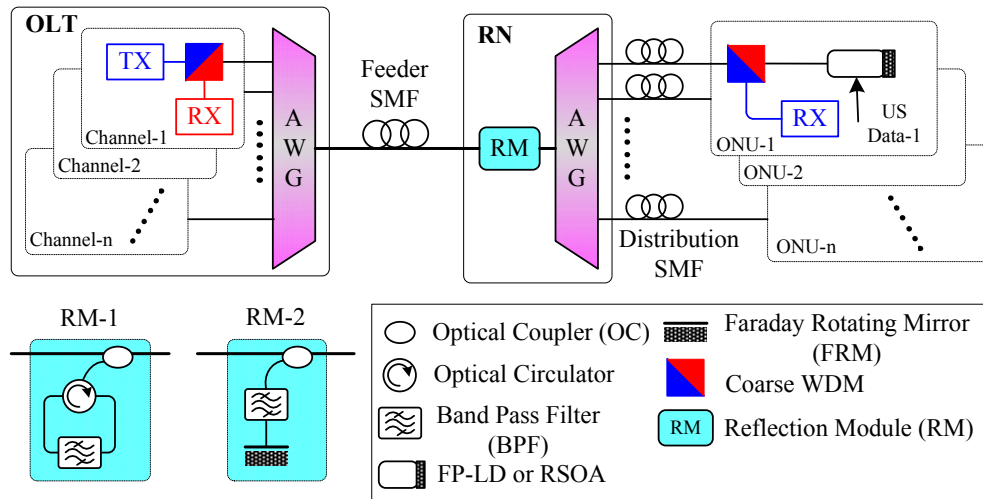 OLT
TX
RX
Channel-1
Channel-2
Channel-n
A
W
G
Feeder
SMF
RN
RM
A
W
G
Distribution
SMF
RX
US
Data-1
ONU-1
ONU-2
ONU-n
RM-1
RM-2
Optical Coupler (OC)
Optical Circulator
Band Pass Filter
(BPF)
FP-LD or RSOA
Faraday Rotating Mirror
(FRM)
Coarse WDM
RM
Reflection Module (RM)